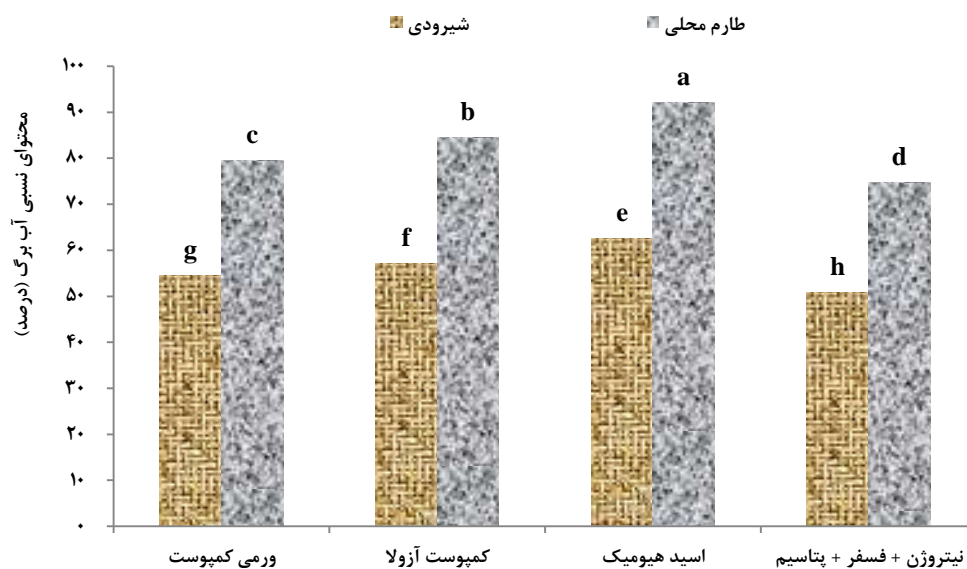 طارم محلی
شیرودی
محتوای نسبی آب برگ (درصد)
۱۰۰
۹۰
۸۰
۷۰
۶۰
۵۰
۴۰
۳۰
۲۰
۱۰
۰
g c f b e a h d
ورمی کمپوست
کمپوست آزولا
اسید هیومیک
نیتروژن + فسفر + پتاسیم